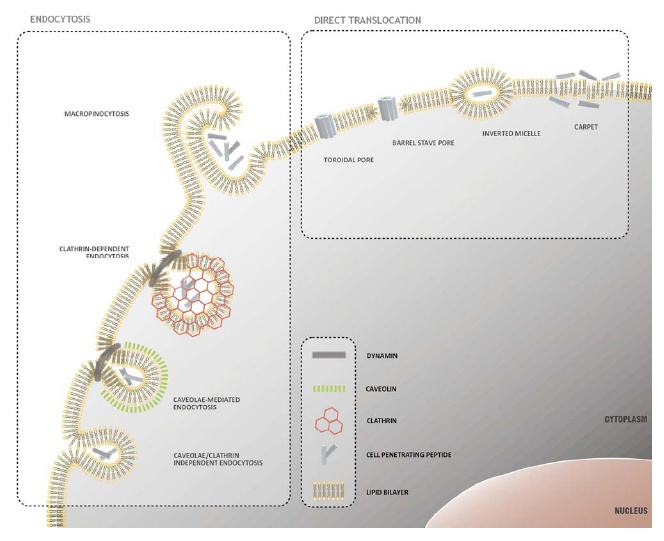 ENDOCYTOSIS
DIRECT TRANSLOCATION
MACROPINOCYTOSIS
TOROIDAL PORE
BARREL STAVE PORE
INVERTED MICELLE
CARPET
CLATHRIN-DEPENDENT
ENDOCYTOSIS
CAVEOLAE-MEDIATED
ENDOCYTOSIS
CAVEOLAE/CLATHRIN
INDEPENDENT ENDOCYTOSIS
DYNAMIN
CAVEOLIN
CLATHRIN
CELL PENETRATING PEPTIDE
LIPID BILAYER
CYTOPLASM
NUCLEUS